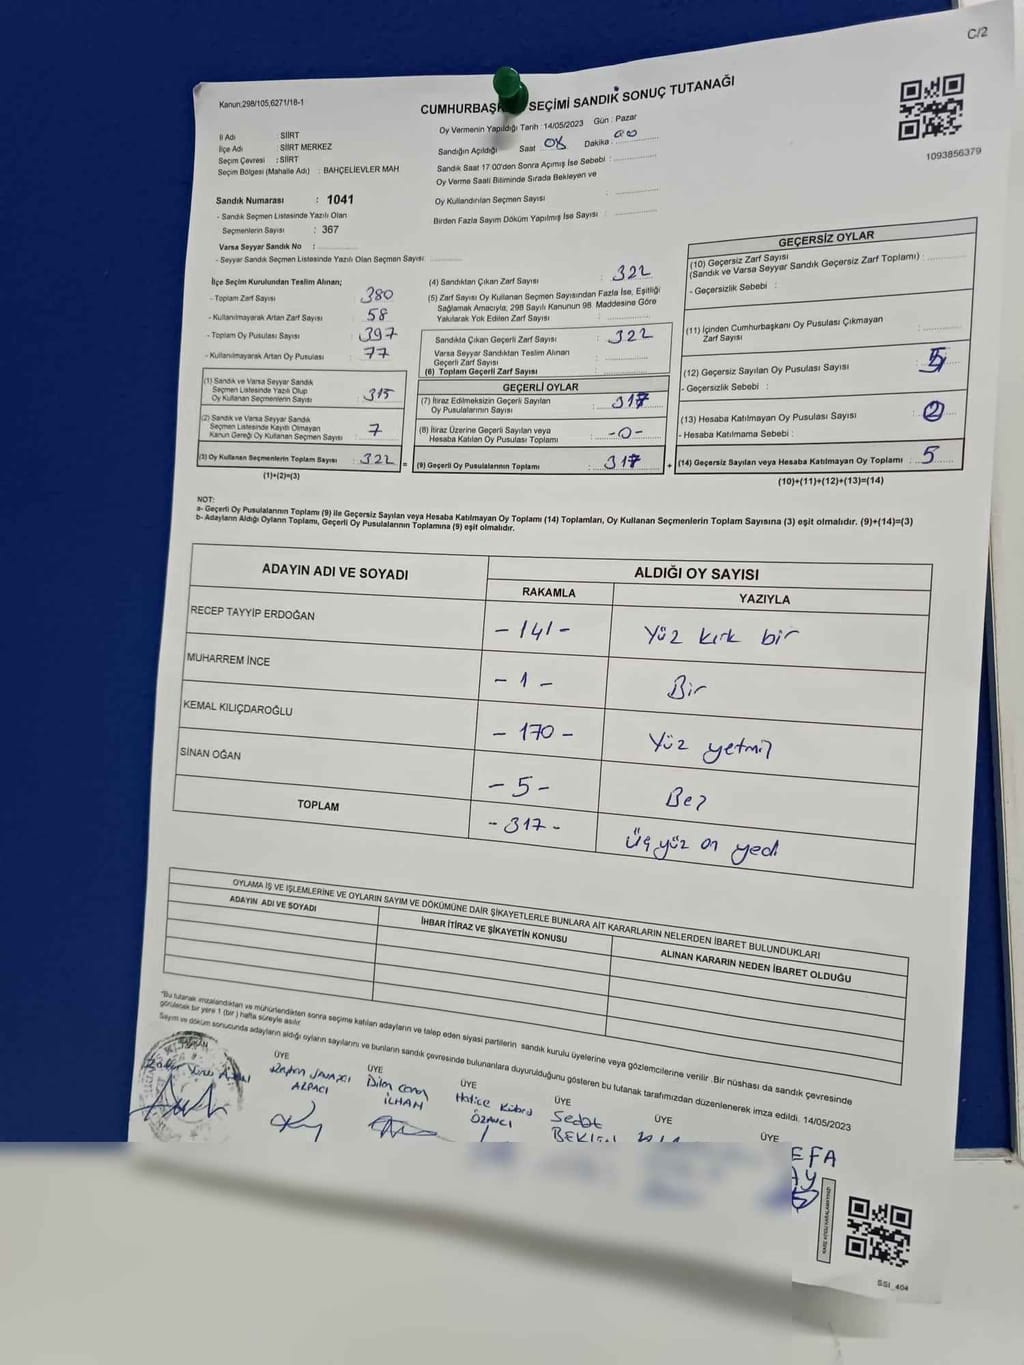 C/2
Kanun;298/105,6271/18-1
CUMHURBAŞK SEÇİMİ SANDIK SONUÇ TUTANAĞI
1093856379
İl Adı : SİİRT
İlçe Adı : SİİRT MERKEZ
Seçim Çevresi : SİİRT
Seçim Bölgesi (Mahalle Adı) : BAHÇELİEVLER MAH
Oy Vermenin Yapıldığı Tarih :14/05/2023 Gün : Pazar
Sandığın Açıldığı Saat 08 Dakika : 00
Sandık Saat 17:00'den Sonra Açımış İse Sebebi :
Oy Verme Saati Bitiminde Sırada Bekleyen ve
Oy Kullandırılan Seçmen Sayısı :
Birden Fazla Sayım Döküm Yapılmış İse Sayısı :
Sandık Numarası : 1041
- Sandık Seçmen Listesinde Yazılı Olan
Seçmenlerin Sayısı : 367
Varsa Seyyar Sandık No :
- Seyyar Sandık Seçmen Listesinde Yazılı Olan Seçmen Sayısı:
İlçe Seçim Kurulundan Teslim Alınan;
- Toplam Zarf Sayısı : 380
- Kullanılmayarak Artan Zarf Sayısı : 58
- Toplam Oy Pusulası Sayısı : 397
- Kullanılmayarak Artan Oy Pusulası : 77
(1) Sandık ve Varsa Seyyar Sandık
Seçmen Listesinde Yazılı Olup
Oy Kullanan Seçmenlerin Sayısı : 315
(2) Sandık ve Varsa Seyyar Sandık
Seçmen Listesinde Kayıtlı Olmayan
Kanun Gereği Oy Kullanan Seçmen Sayısı : 7
(3) Oy Kullanan Seçmenlerin Toplam Sayısı : 322 =
(1)+(2)=(3)
(4) Sandıktan Çıkan Zarf Sayısı : 322
(5) Zarf Sayısı Oy Kullanan Seçmen Sayısından Fazla İse, Eşitliği
Sağlamak Amacıyla; 298 Sayılı Kanunun 98. Maddesine Göre
Yakılarak Yok Edilen Zarf Sayısı :
Sandıkta Çıkan Geçerli Zarf Sayısı : 322
Varsa Seyyar Sandıktan Teslim Alınan
Geçerli Zarf Sayısı :
(6) Toplam Geçerli Zarf Sayısı :
GEÇERLİ OYLAR
(7) İtiraz Edilmeksizin Geçerli Sayılan
Oy Pusulalarının Sayısı : 317
(8) İtiraz Üzerine Geçerli Sayılan veya
Hesaba Katılan Oy Pusulası Toplamı : -0-
(9) Geçerli Oy Pusulalarının Toplamı : 317 +
GEÇERSİZ OYLAR
(10) Geçersiz Zarf Sayısı
(Sandık ve Varsa Seyyar Sandık Geçersiz Zarf Toplamı) :
- Geçersizlik Sebebi :
(11) İçinden Cumhurbaşkanı Oy Pusulası Çıkmayan
Zarf Sayısı :
(12) Geçersiz Sayılan Oy Pusulası Sayısı : 5
- Geçersizlik Sebebi :
(13) Hesaba Katılmayan Oy Pusulası Sayısı :
- Hesaba Katılmama Sebebi :
(14) Geçersiz Sayılan veya Hesaba Katılmayan Oy Toplamı : 5
(10)+(11)+(12)+(13)=(14)
NOT:
a- Geçerli Oy Pusulalarının Toplamı (9) ile Geçersiz Sayılan veya Hesaba Katılmayan Oy Toplamı (14) Toplamları, Oy Kullanan Seçmenlerin Toplam Sayısına (3) eşit olmalıdır. (9)+(14)=(3)
b- Adayların Aldığı Oyların Toplamı, Geçerli Oy Pusulalarının Toplamına (9) eşit olmalıdır.
ADAYIN ADI VE SOYADI ALDIĞI OY SAYISI
RAKAMLA YAZIYLA
RECEP TAYYİP ERDOĞAN -141- Yüz kırk bir
MUHARREM İNCE -1- Bir
KEMAL KILIÇDAROĞLU -170- Yüz yetmiş
SİNAN OĞAN -5- Beş
TOPLAM -317- Üç yüz on yedi
OYLAMA İŞ VE İŞLEMLERİNE VE OYLARIN SAYIM VE DÖKÜMÜNE DAİR ŞİKAYETLERLE BUNLARA AİT KARARLARIN NELERDEN İBARET BULUNDUKLARI
ADAYIN ADI VE SOYADI İHBAR İTİRAZ VE ŞİKAYETİN KONUSU ALINAN KARARIN NEDEN İBARET OLDUĞU
"Bu tutanak imzalandıktan ve mühürlendikten sonra seçime katılan adayların ve talep eden siyasi partilerin sandık kurulu üyelerine veya gözlemcilerine verilir .Bir nüshası da sandık çevresinde
görülecek bir yere 1 (bir ) hafta süreyle asılır.
Sayım ve döküm sonucunda adayların aldığı oyların sayılarını ve bunların sandık çevresinde bulunanlara duyurulduğunu gösteren bu tutanak tarafımızdan düzenlenerek imza edildi. 14/05/2023
ÜYE ÜYE ÜYE ÜYE ÜYE ÜYE
ARPACI
Dilan Canan
İLHAN
Hatice Kübra
ÖZAVCI
Sedat
EFA
AY
SSI_404